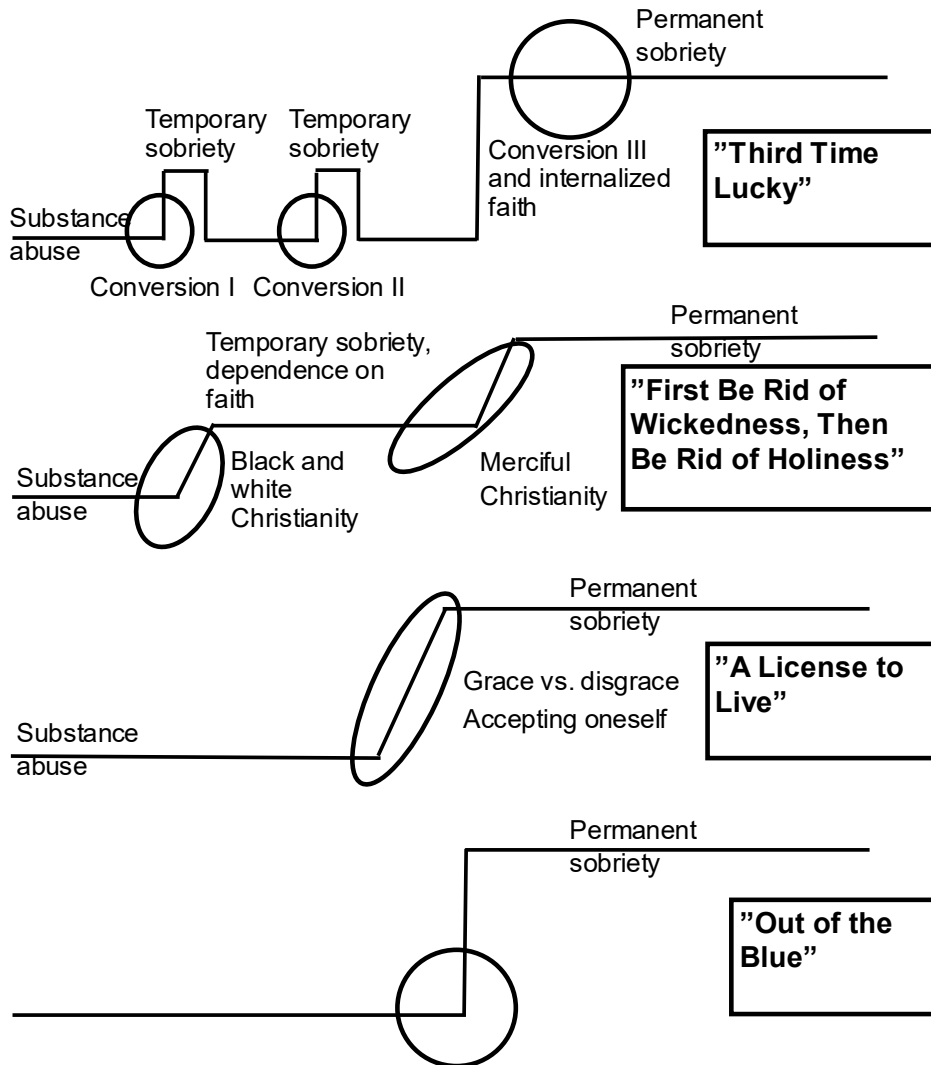 Permanent
sobriety
Temporary
sobriety
Temporary
sobriety
Conversion III
and internalized
faith
”Third Time
Lucky”
Substance
abuse
Conversion I
Conversion II
Permanent
sobriety
Temporary sobriety,
dependence on
faith
”First Be Rid of
Wickedness, Then
Be Rid of Holiness”
Black and
white
Christianity
Merciful
Christianity
Substance
abuse
Permanent
sobriety
”A License to
Live”
Grace vs. disgrace
Accepting oneself
Substance
abuse
Permanent
sobriety
”Out of the
Blue”